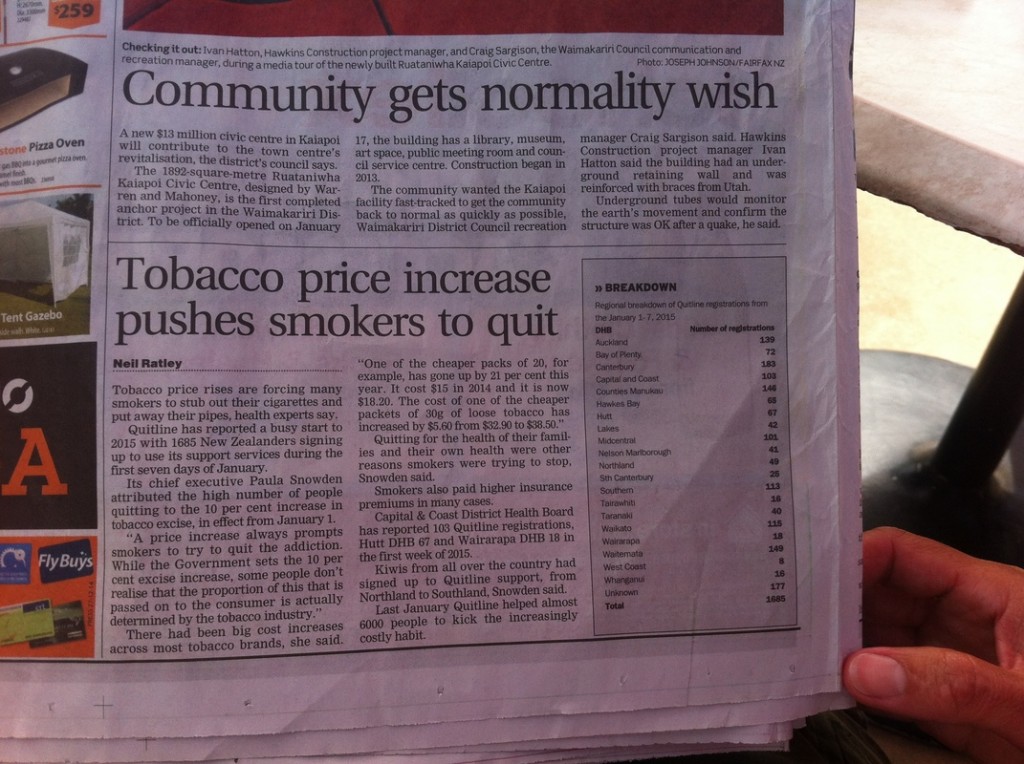 $259
Checking it out: Ivan Hatton, Hawkins Construction project manager, and Craig Sargison, the Waimakariri Council communication and
recreation manager, during a media tour of the newly built Ruataniwha Kaiapoi Civic Centre.
Photo: JOSEPH JOHNSON/FAIRFAX NZ
Community gets normality wish
A new $13 million civic centre in Kaiapoi
will contribute to the town centre's
revitalisation, the district's council says.
The 1892-square-metre Ruataniwha
Kaiapoi Civic Centre, designed by War-
ren and Mahoney, is the first completed
anchor project in the Waimakariri Dis-
trict. To be officially opened on January
17, the building has a library, museum,
art space, public meeting room and coun-
cil service centre. Construction began in
2013.
The community wanted the Kaiapoi
facility fast-tracked to get the community
back to normal as quickly as possible,
Waimakariri District Council recreation
manager Craig Sargison said. Hawkins
Construction project manager Ivan
Hatton said the building had an under-
ground retaining wall and was
reinforced with braces from Utah.
Underground tubes would monitor
the earth's movement and confirm the
structure was OK after a quake, he said.
Tobacco price increase
pushes smokers to quit
Neil Ratley
Tobacco price rises are forcing many
smokers to stub out their cigarettes and
put away their pipes, health experts say.
Quitline has reported a busy start to
2015 with 1685 New Zealanders signing
up to use its support services during the
first seven days of January.
Its chief executive Paula Snowden
attributed the high number of people
quitting to the 10 per cent increase in
tobacco excise, in effect from January 1.
"A price increase always prompts
smokers to try to quit the addiction.
While the Government sets the 10 per
cent excise increase, some people don't
realise that the proportion of this that is
passed on to the consumer is actually
determined by the tobacco industry."
There had been big cost increases
across most tobacco brands, she said.
"One of the cheaper packs of 20, for
example, has gone up by 21 per cent this
year. It cost $15 in 2014 and it is now
$18.20. The cost of one of the cheaper
packets of 30g of loose tobacco has
increased by $5.60 from $32.90 to $38.50."
Quitting for the health of their famil-
ies and their own health were other
reasons smokers were trying to stop,
Snowden said.
Smokers also paid higher insurance
premiums in many cases.
Capital & Coast District Health Board
has reported 103 Quitline registrations,
Hutt DHB 67 and Wairarapa DHB 18 in
the first week of 2015.
Kiwis from all over the country had
signed up to Quitline support, from
Northland to Southland, Snowden said.
Last January Quitline helped almost
6000 people to kick the increasingly
costly habit.
» BREAKDOWN
Regional breakdown of Quitline registrations from
the January 1-7, 2015
DHB Number of registrations
Auckland 139
Bay of Plenty 72
Canterbury 183
Capital and Coast 103
Counties Manukau 146
Hawkes Bay 65
Hutt 67
Lakes 42
Midcentral 101
Nelson Marlborough 41
Northland 49
Sth Canterbury 25
Southern 113
Tairawhiti 16
Taranaki 40
Waikato 115
Wairarapa 18
Waitemata 149
West Coast 8
Whanganui 16
Unknown 177
Total 1685
stone Pizza Oven
Tent Gazebo
A
FlyBuys